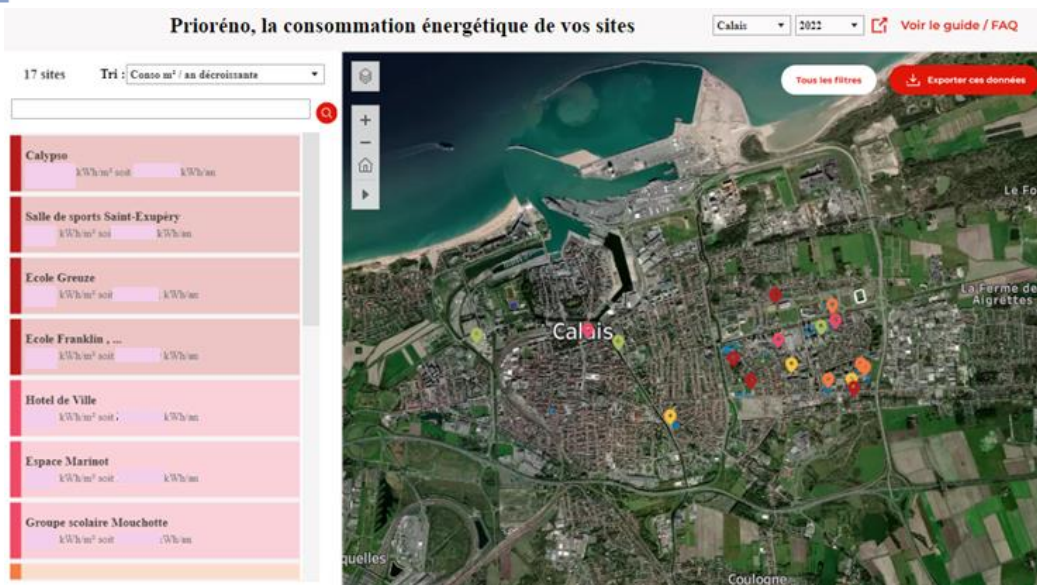 Prioréno, la consommation énergétique de vos sites
Calais
2022
Voir le guide / FAQ
17 sites
Tri :
Conso m² / an décroissante
Tous les filtres
Exporter ces données
Calypso
kWh/m² soit kWh/an
Salle de sports Saint-Exupéry
kWh/m² soi kWh/an
Ecole Greuze
kWh/m² soit kWh/an
Ecole Franklin , ...
kWh/m² soit kWh/an
Hotel de Ville
kWh/m² soit kWh/an
Espace Marinot
kWh/m² soit kWh/an
Groupe scolaire Mouchotte
kWh/m² soit Wh/an
Le Fo
La Ferme de
Aigrettes
Calais
quelles
Coulogne